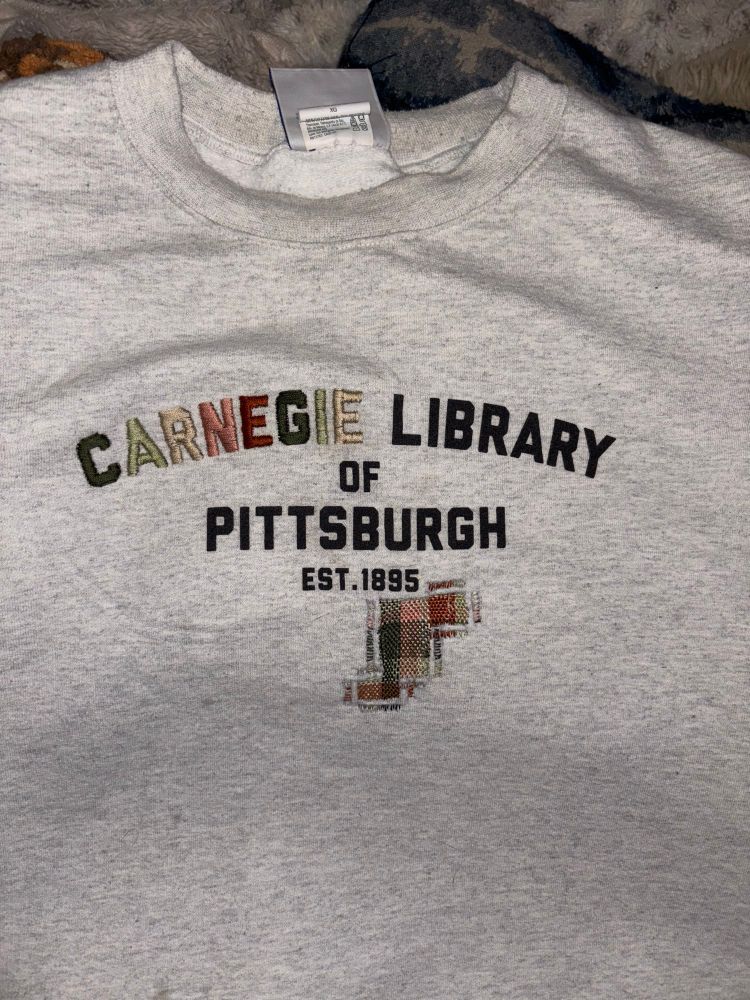 CARNEGIE LIBRARY
OF
PITTSBURGH
EST.1895